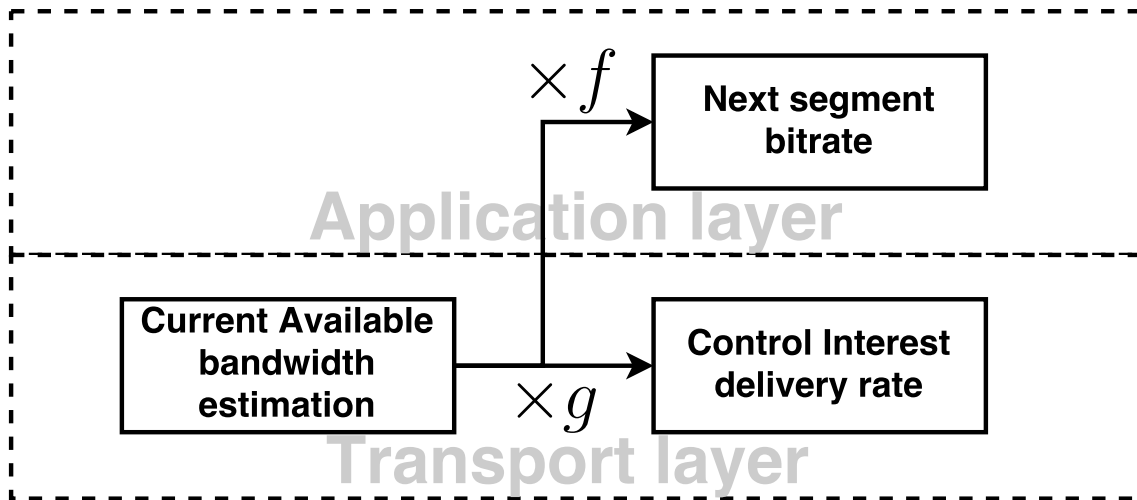 ×f
Next segment
bitrate
Application layer
Current Available
bandwidth
estimation
×g
Control Interest
delivery rate
Transport layer